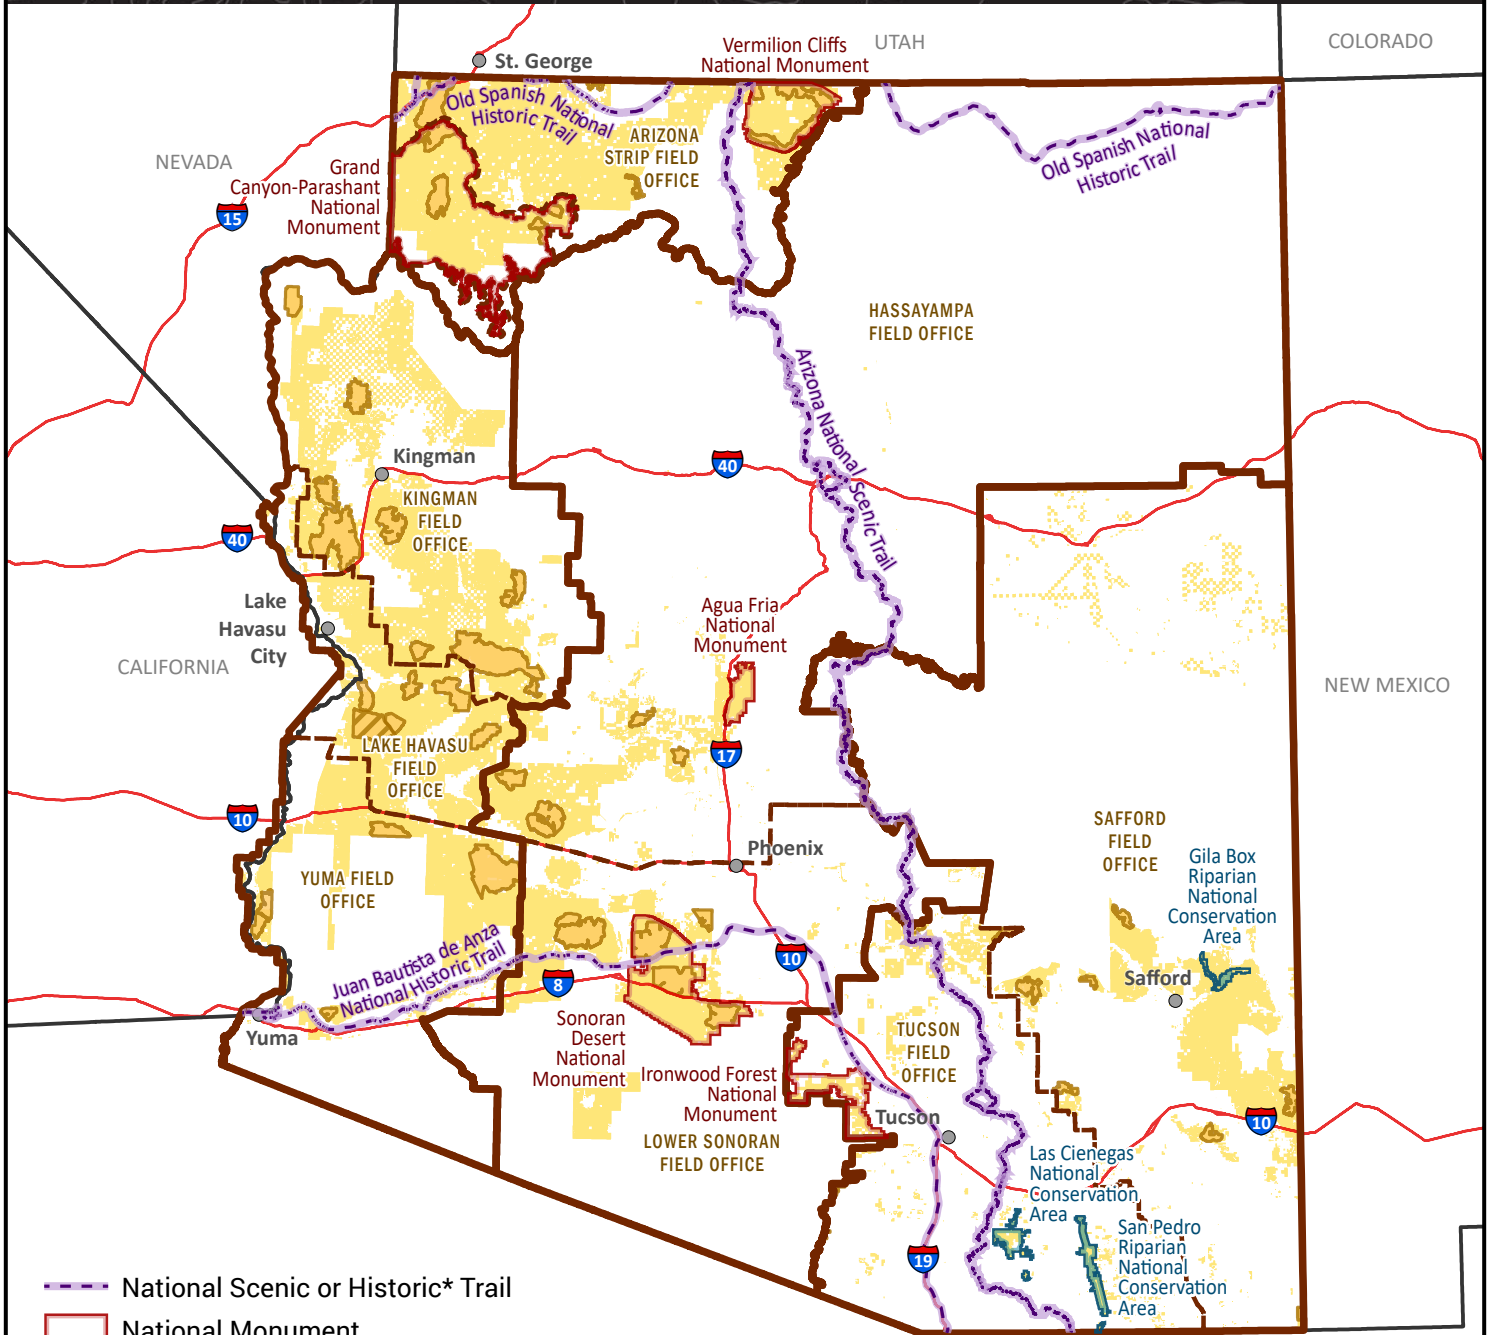 Vermilion Cliffs
National Monument
UTAH
COLORADO
St. George
Old Spanish National
Historic Trail
ARIZONA
STRIP FIELD
OFFICE
Old Spanish National
Historic Trail
NEVADA
Grand
Canyon-Parashant
National
Monument
15
HASSAYAMPA
FIELD OFFICE
Arizona National Scenic Trail
Kingman
40
KINGMAN
FIELD
OFFICE
40
Lake
Havasu
City
Agua Fria
National
Monument
CALIFORNIA
NEW MEXICO
LAKE HAVASU
FIELD
OFFICE
17
10
Phoenix
SAFFORD
FIELD
OFFICE
Gila Box
Riparian
National
Conservation
Area
YUMA FIELD
OFFICE
Juan Bautista de Anza
National Historic Trail
10
8
Safford
Yuma
Sonoran
Desert
National
Monument
TUCSON
FIELD
OFFICE
Ironwood Forest
National
Monument
Tucson
10
LOWER SONORAN
FIELD OFFICE
Las Cienegas
National
Conservation
Area
San Pedro
Riparian
National
Conservation
Area
19
National Scenic or Historic* Trail
National Monument